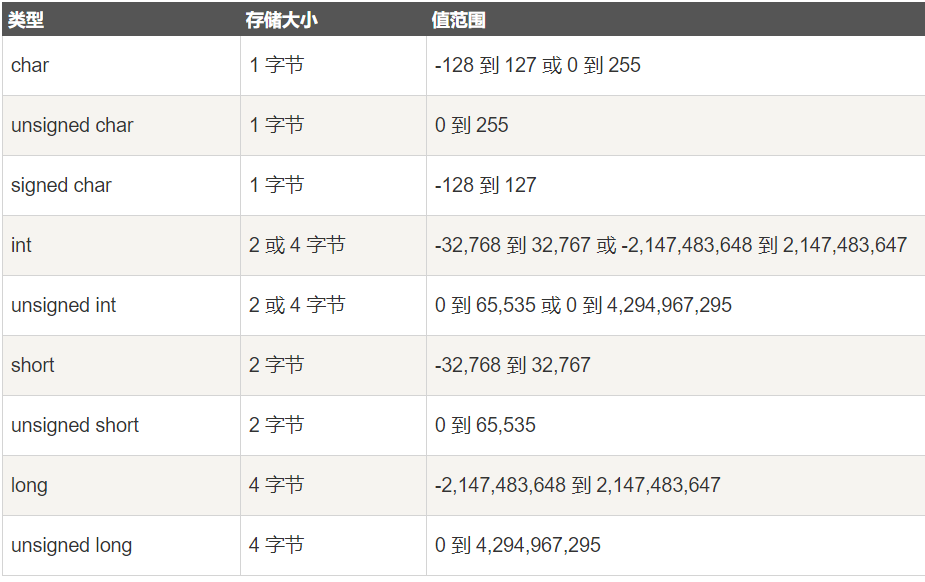 类型 存储大小 值范围
char 1 字节 -128 到 127 或 0 到 255
unsigned char 1 字节 0 到 255
signed char 1 字节 -128 到 127
int 2 或 4 字节 -32,768 到 32,767 或 -2,147,483,648 到 2,147,483,647
unsigned int 2 或 4 字节 0 到 65,535 或 0 到 4,294,967,295
short 2 字节 -32,768 到 32,767
unsigned short 2 字节 0 到 65,535
long 4 字节 -2,147,483,648 到 2,147,483,647
unsigned long 4 字节 0 到 4,294,967,295